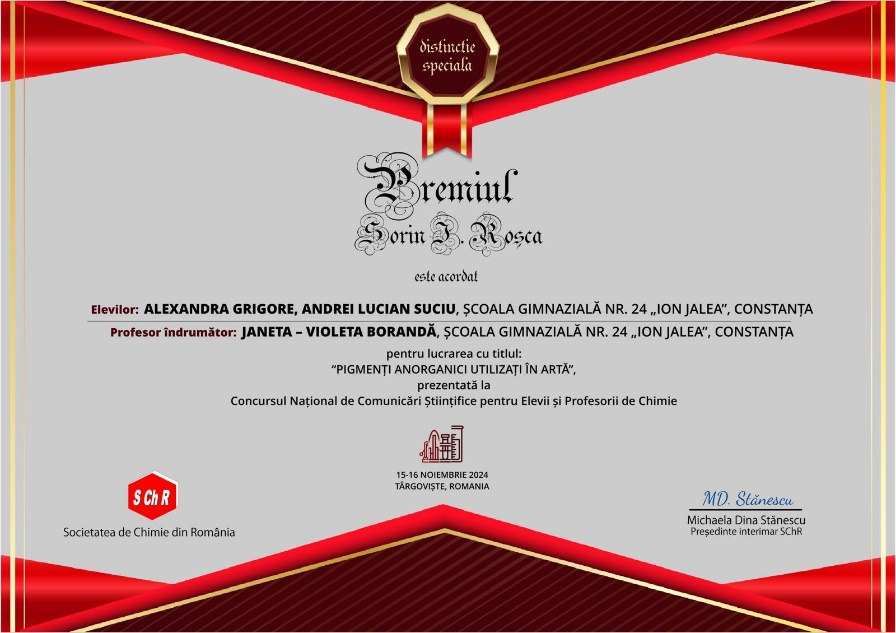 distincție
specială
Premiul
Sorin I. Roșca
este acordat
Elevilor: ALEXANDRA GRIGORE, ANDREI LUCIAN SUCIU, ȘCOALA GIMNAZIALĂ NR. 24 „ION JALEA”, CONSTANȚA
Profesor îndrumător: JANETA – VIOLETA BORANDĂ, ȘCOALA GIMNAZIALĂ NR. 24 „ION JALEA”, CONSTANȚA
pentru lucrarea cu titlul:
“PIGMENȚI ANORGANICI UTILIZAȚI ÎN ARTĂ”,
prezentată la
Concursul Național de Comunicări Științifice pentru Elevii și Profesorii de Chimie
15-16 NOIEMBRIE 2024
TÂRGOVIȘTE, ROMANIA
S Ch R
Societatea de Chimie din România
MD. Stănescu
Michaela Dina Stănescu
Președinte interimar SChR